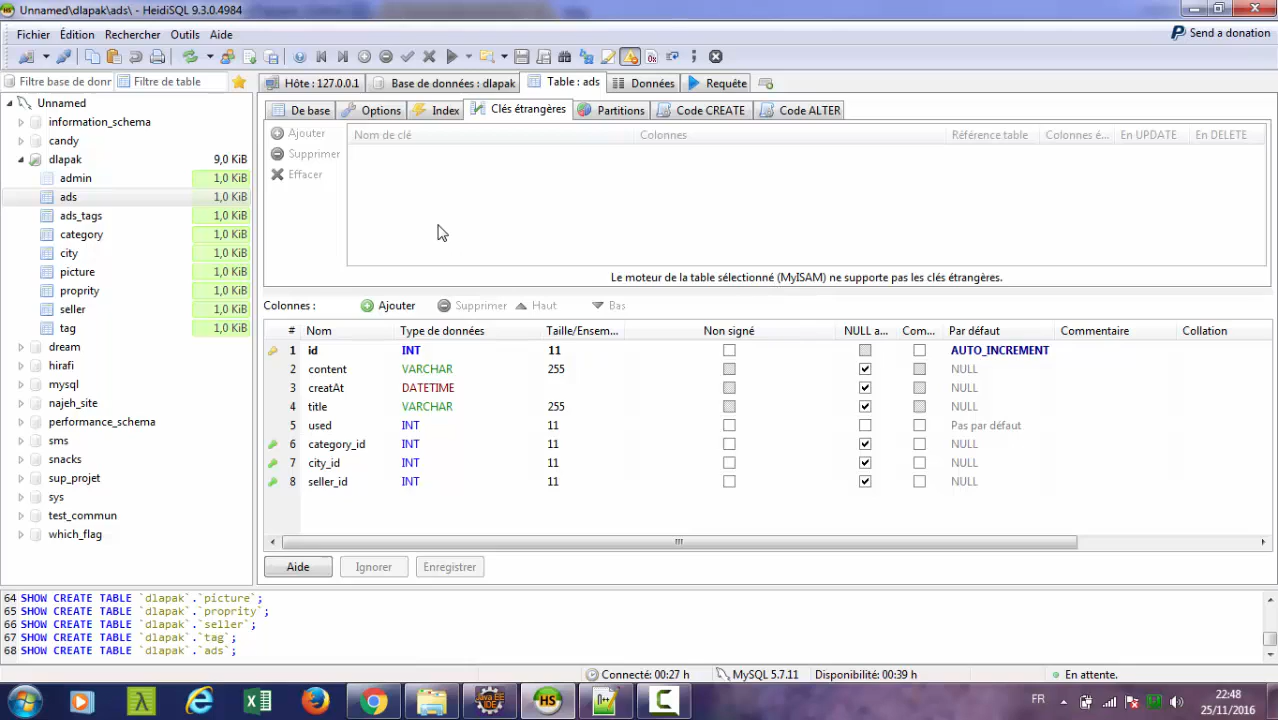 Unnamed\dlapak\ads\ - HeidiSQL 9.3.0.4984
Fichier Édition Rechercher Outils Aide
Send a donation
Filtre base de donr Filtre de table
Hôte : 127.0.0.1 Base de données : dlapak Table : ads Données Requête
Unnamed
information_schema
candy
dlapak 9,0 KiB
admin 1,0 KiB
ads 1,0 KiB
ads_tags 1,0 KiB
category 1,0 KiB
city 1,0 KiB
picture 1,0 KiB
proprity 1,0 KiB
seller 1,0 KiB
tag 1,0 KiB
dream
hirafi
mysql
najeh_site
performance_schema
sms
snacks
sup_projet
sys
test_commun
which_flag
De base Options Index Clés étrangères Partitions Code CREATE Code ALTER
Ajouter
Supprimer
Effacer
Nom de clé Colonnes Référence table Colonnes é... En UPDATE En DELETE
Le moteur de la table sélectionné (MyISAM) ne supporte pas les clés étrangères.
Colonnes : Ajouter Supprimer Haut Bas
# Nom Type de données Taille/Ensem... Non signé NULL a... Com... Par défaut Commentaire Collation
1 id INT 11 AUTO_INCREMENT
2 content VARCHAR 255 NULL
3 creatAt DATETIME NULL
4 title VARCHAR 255 NULL
5 used INT 11 Pas par défaut
6 category_id INT 11 NULL
7 city_id INT 11 NULL
8 seller_id INT 11 NULL
Aide Ignorer Enregistrer
64 SHOW CREATE TABLE `dlapak`.`picture`;
65 SHOW CREATE TABLE `dlapak`.`proprity`;
66 SHOW CREATE TABLE `dlapak`.`seller`;
67 SHOW CREATE TABLE `dlapak`.`tag`;
68 SHOW CREATE TABLE `dlapak`.`ads`;
Connecté: 00:27 h MySQL 5.7.11 Disponibilité: 00:39 h En attente.
HS
Java EE
IDE
FR
22:48
25/11/2016